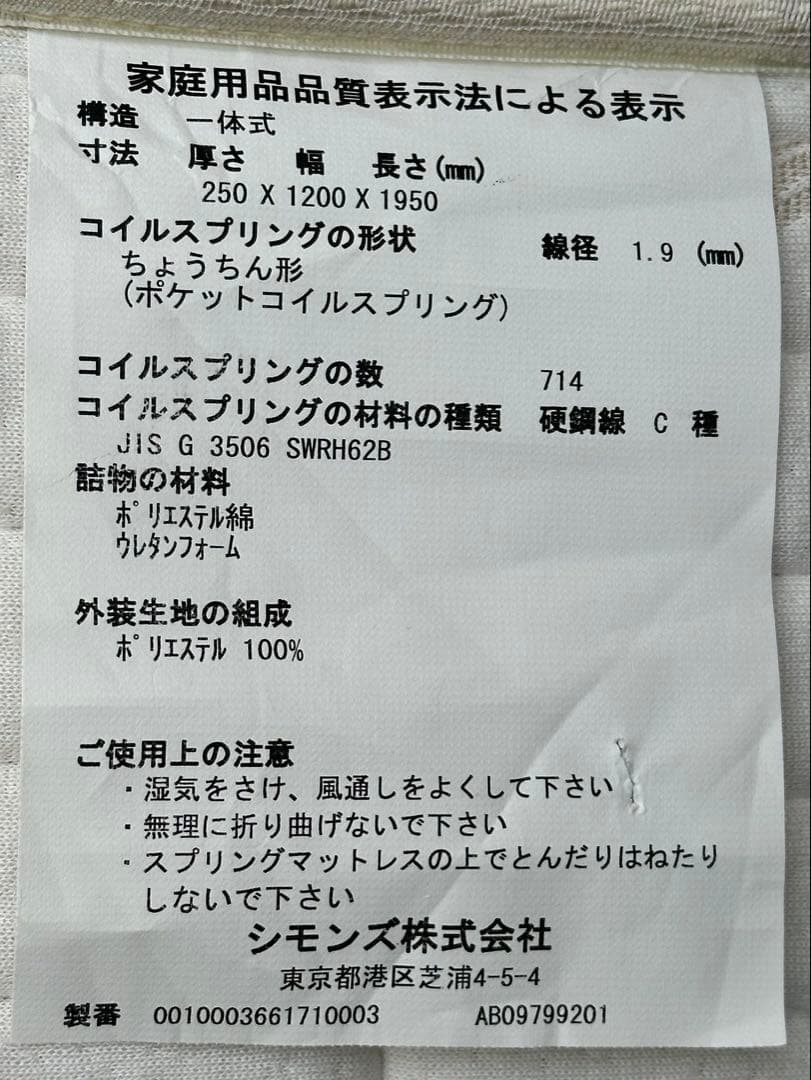 家庭用品品質表示法による表示
構造 一体式
寸法 厚さ 幅 長さ(mm)
250 X 1200 X 1950
コイルスプリングの形状 線径 1.9 (mm)
ちょうちん形
(ポケットコイルスプリング)
コイルスプリングの数 714
コイルスプリングの材料の種類 硬鋼線 C 種
JIS G 3506 SWRH62B
詰物の材料
ポリエステル綿
ウレタンフォーム
外装生地の組成
ポリエステル 100%
ご使用上の注意
・湿気をさけ、風通しをよくして下さい
・無理に折り曲げないで下さい
・スプリングマットレスの上でとんだりはねたり
しないで下さい
シモンズ株式会社
東京都港区芝浦4-5-4
製番 0010003661710003 AB09799201